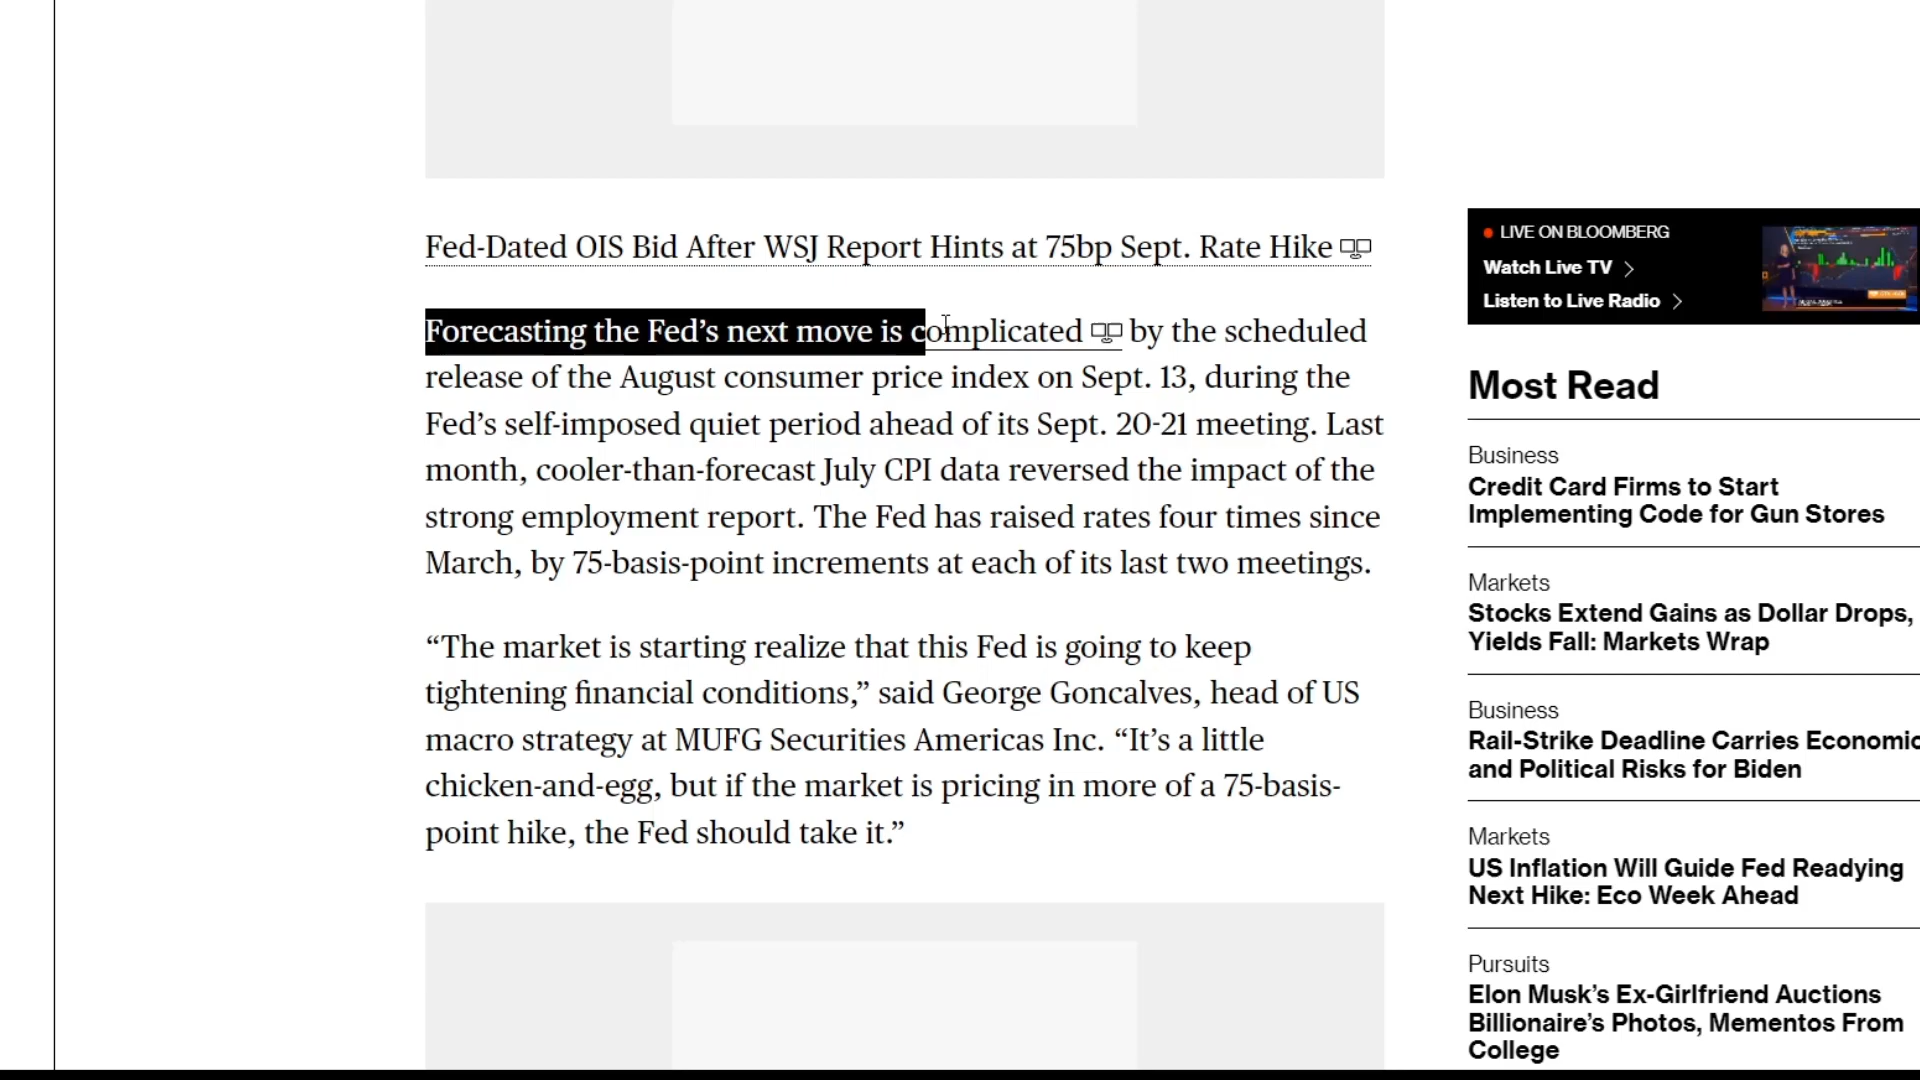 Fed-Dated OIS Bid After WSJ Report Hints at 75bp Sept. Rate Hike
Forecasting the Fed’s next move is complicated by the scheduled
release of the August consumer price index on Sept. 13, during the
Fed’s self-imposed quiet period ahead of its Sept. 20-21 meeting. Last
month, cooler-than-forecast July CPI data reversed the impact of the
strong employment report. The Fed has raised rates four times since
March, by 75-basis-point increments at each of its last two meetings.
“The market is starting realize that this Fed is going to keep
tightening financial conditions,” said George Goncalves, head of US
macro strategy at MUFG Securities Americas Inc. “It’s a little
chicken-and-egg, but if the market is pricing in more of a 75-basis-
point hike, the Fed should take it.”
LIVE ON BLOOMBERG
Watch Live TV
Listen to Live Radio
Most Read
Business
Credit Card Firms to Start
Implementing Code for Gun Stores
Markets
Stocks Extend Gains as Dollar Drops,
Yields Fall: Markets Wrap
Business
Rail-Strike Deadline Carries Economic
and Political Risks for Biden
Markets
US Inflation Will Guide Fed Readying
Next Hike: Eco Week Ahead
Pursuits
Elon Musk’s Ex-Girlfriend Auctions
Billionaire’s Photos, Mementos From
College